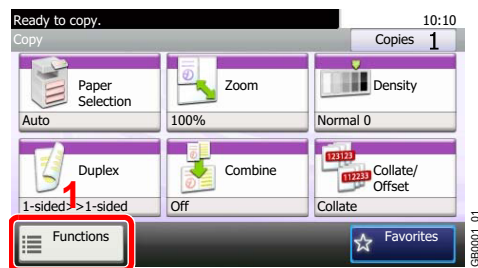 Ready to copy. 10:10
Copy Copies 1
Paper Selection
Zoom
Density
Auto 100% Normal 0
Duplex
Combine
123123
112233
Collate/
Offset
1
1-sided>>1-sided Off Collate
Functions
Favorites
GB0001_01